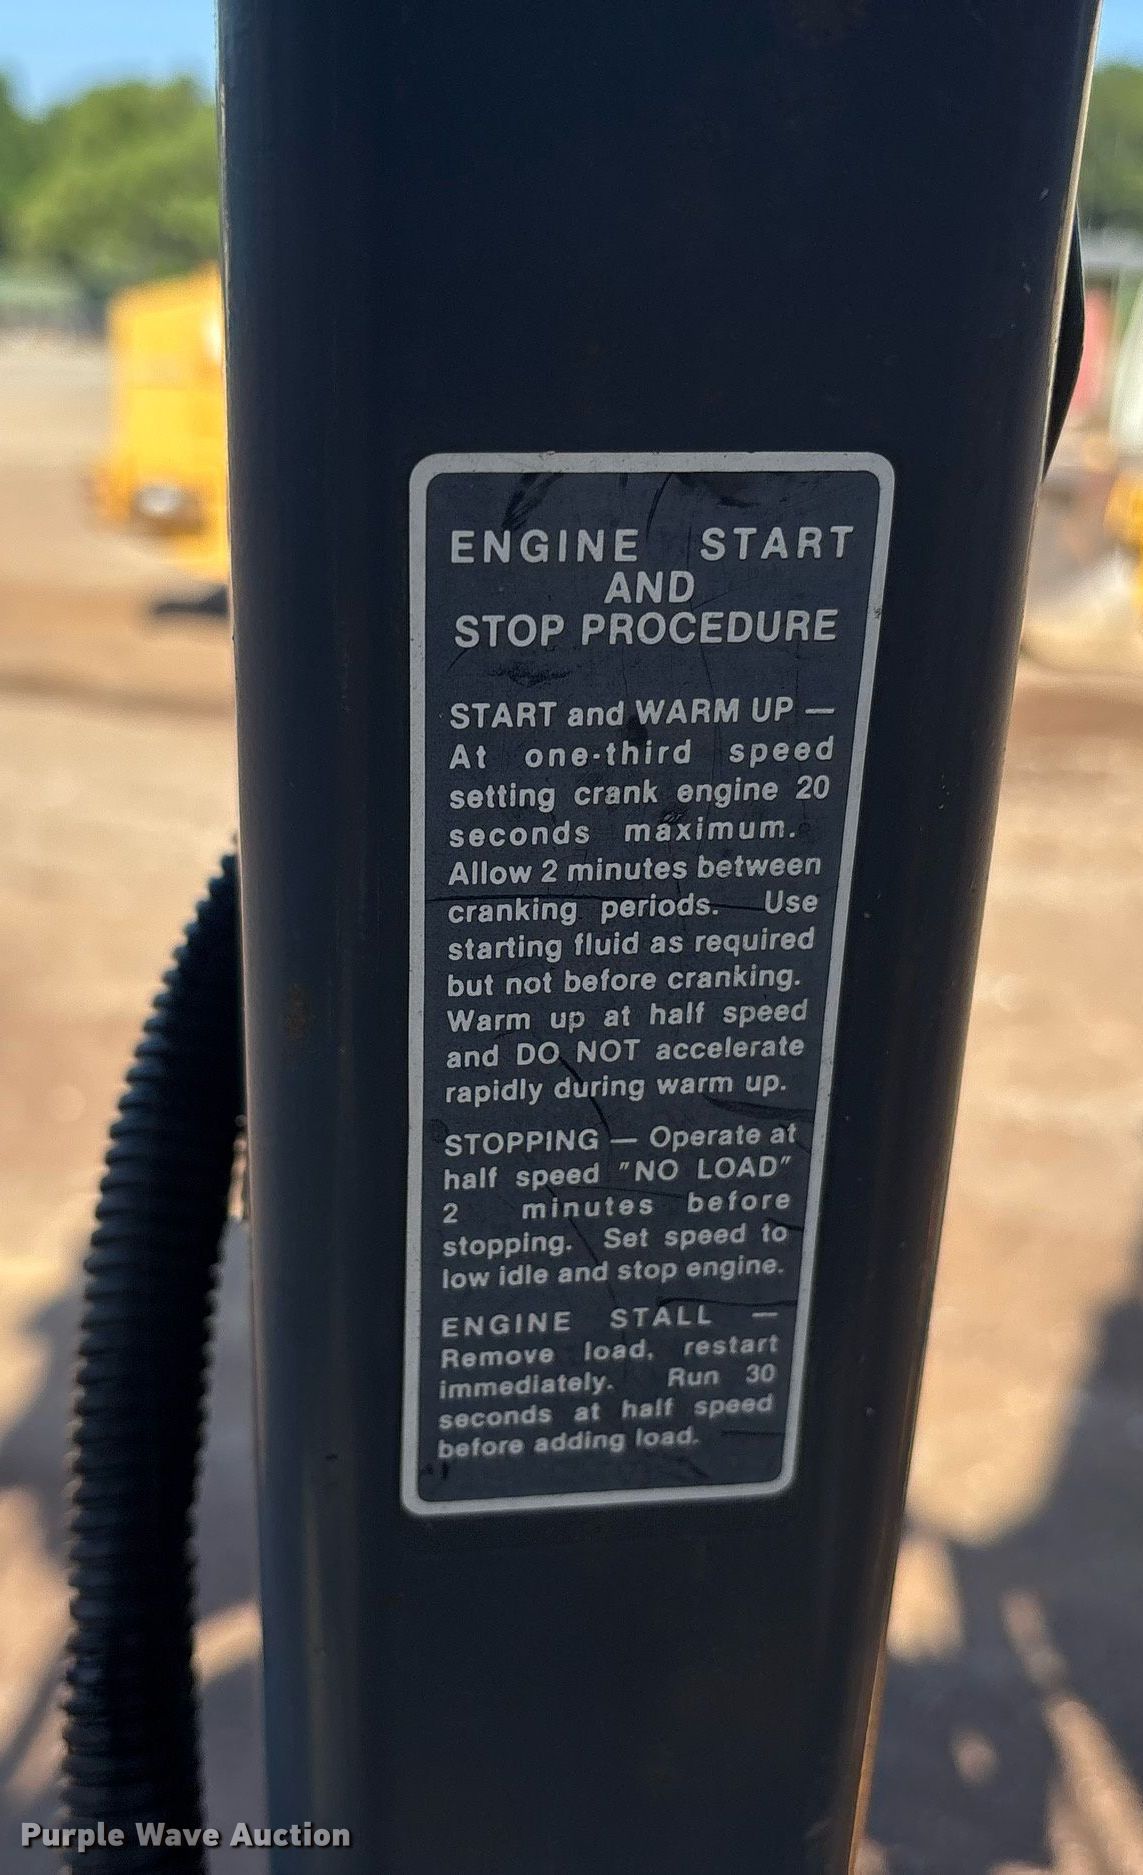 ENGINE START
AND
STOP PROCEDURE
START and WARM UP —
At one-third speed
setting crank engine 20
seconds maximum.
Allow 2 minutes between
cranking periods. Use
starting fluid as required
but not before cranking.
Warm up at half speed
and DO NOT accelerate
rapidly during warm up.
STOPPING — Operate at
half speed "NO LOAD"
2 minutes before
stopping. Set speed to
low idle and stop engine.
ENGINE STALL —
Remove load, restart
immediately. Run 30
seconds at half speed
before adding load.
Purple Wave Auction